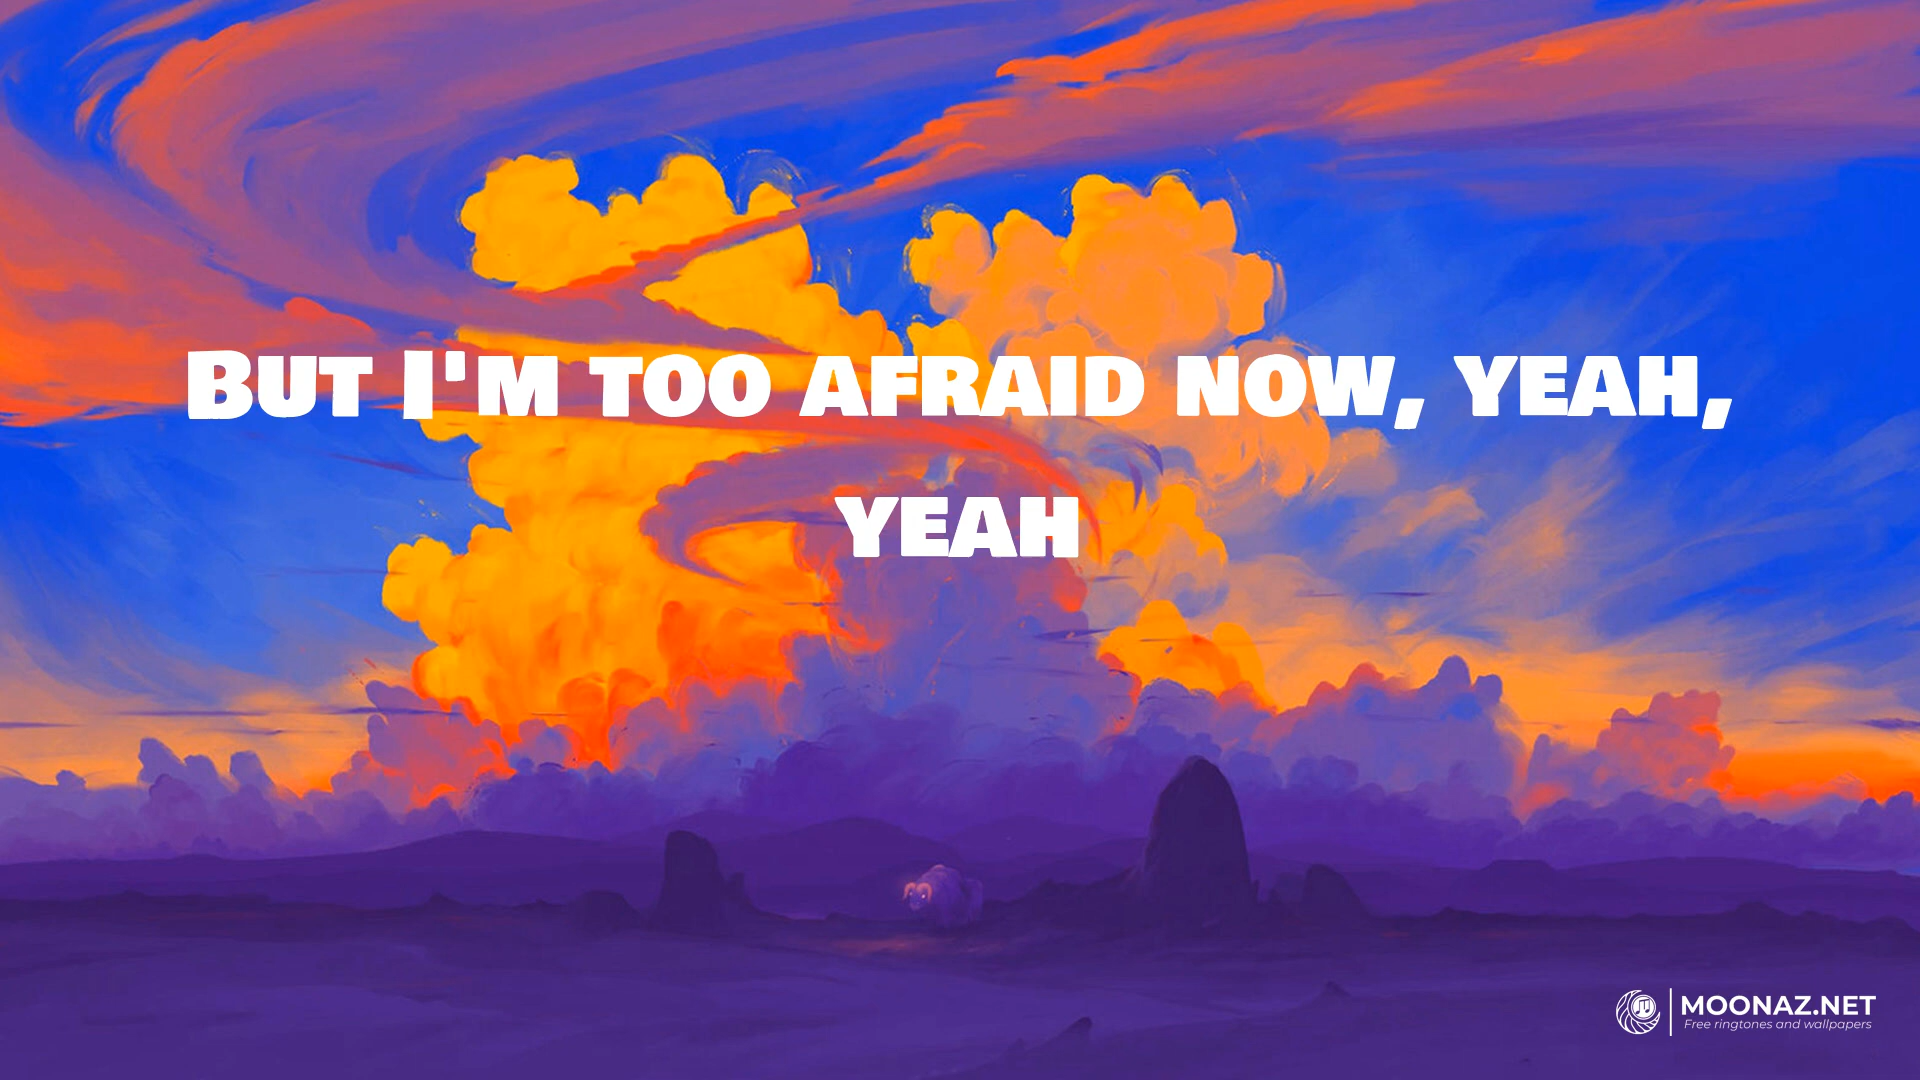 But I'm too afraid now, yeah,
yeah
MOONAZ.NET
Free ringtones and wallpapers